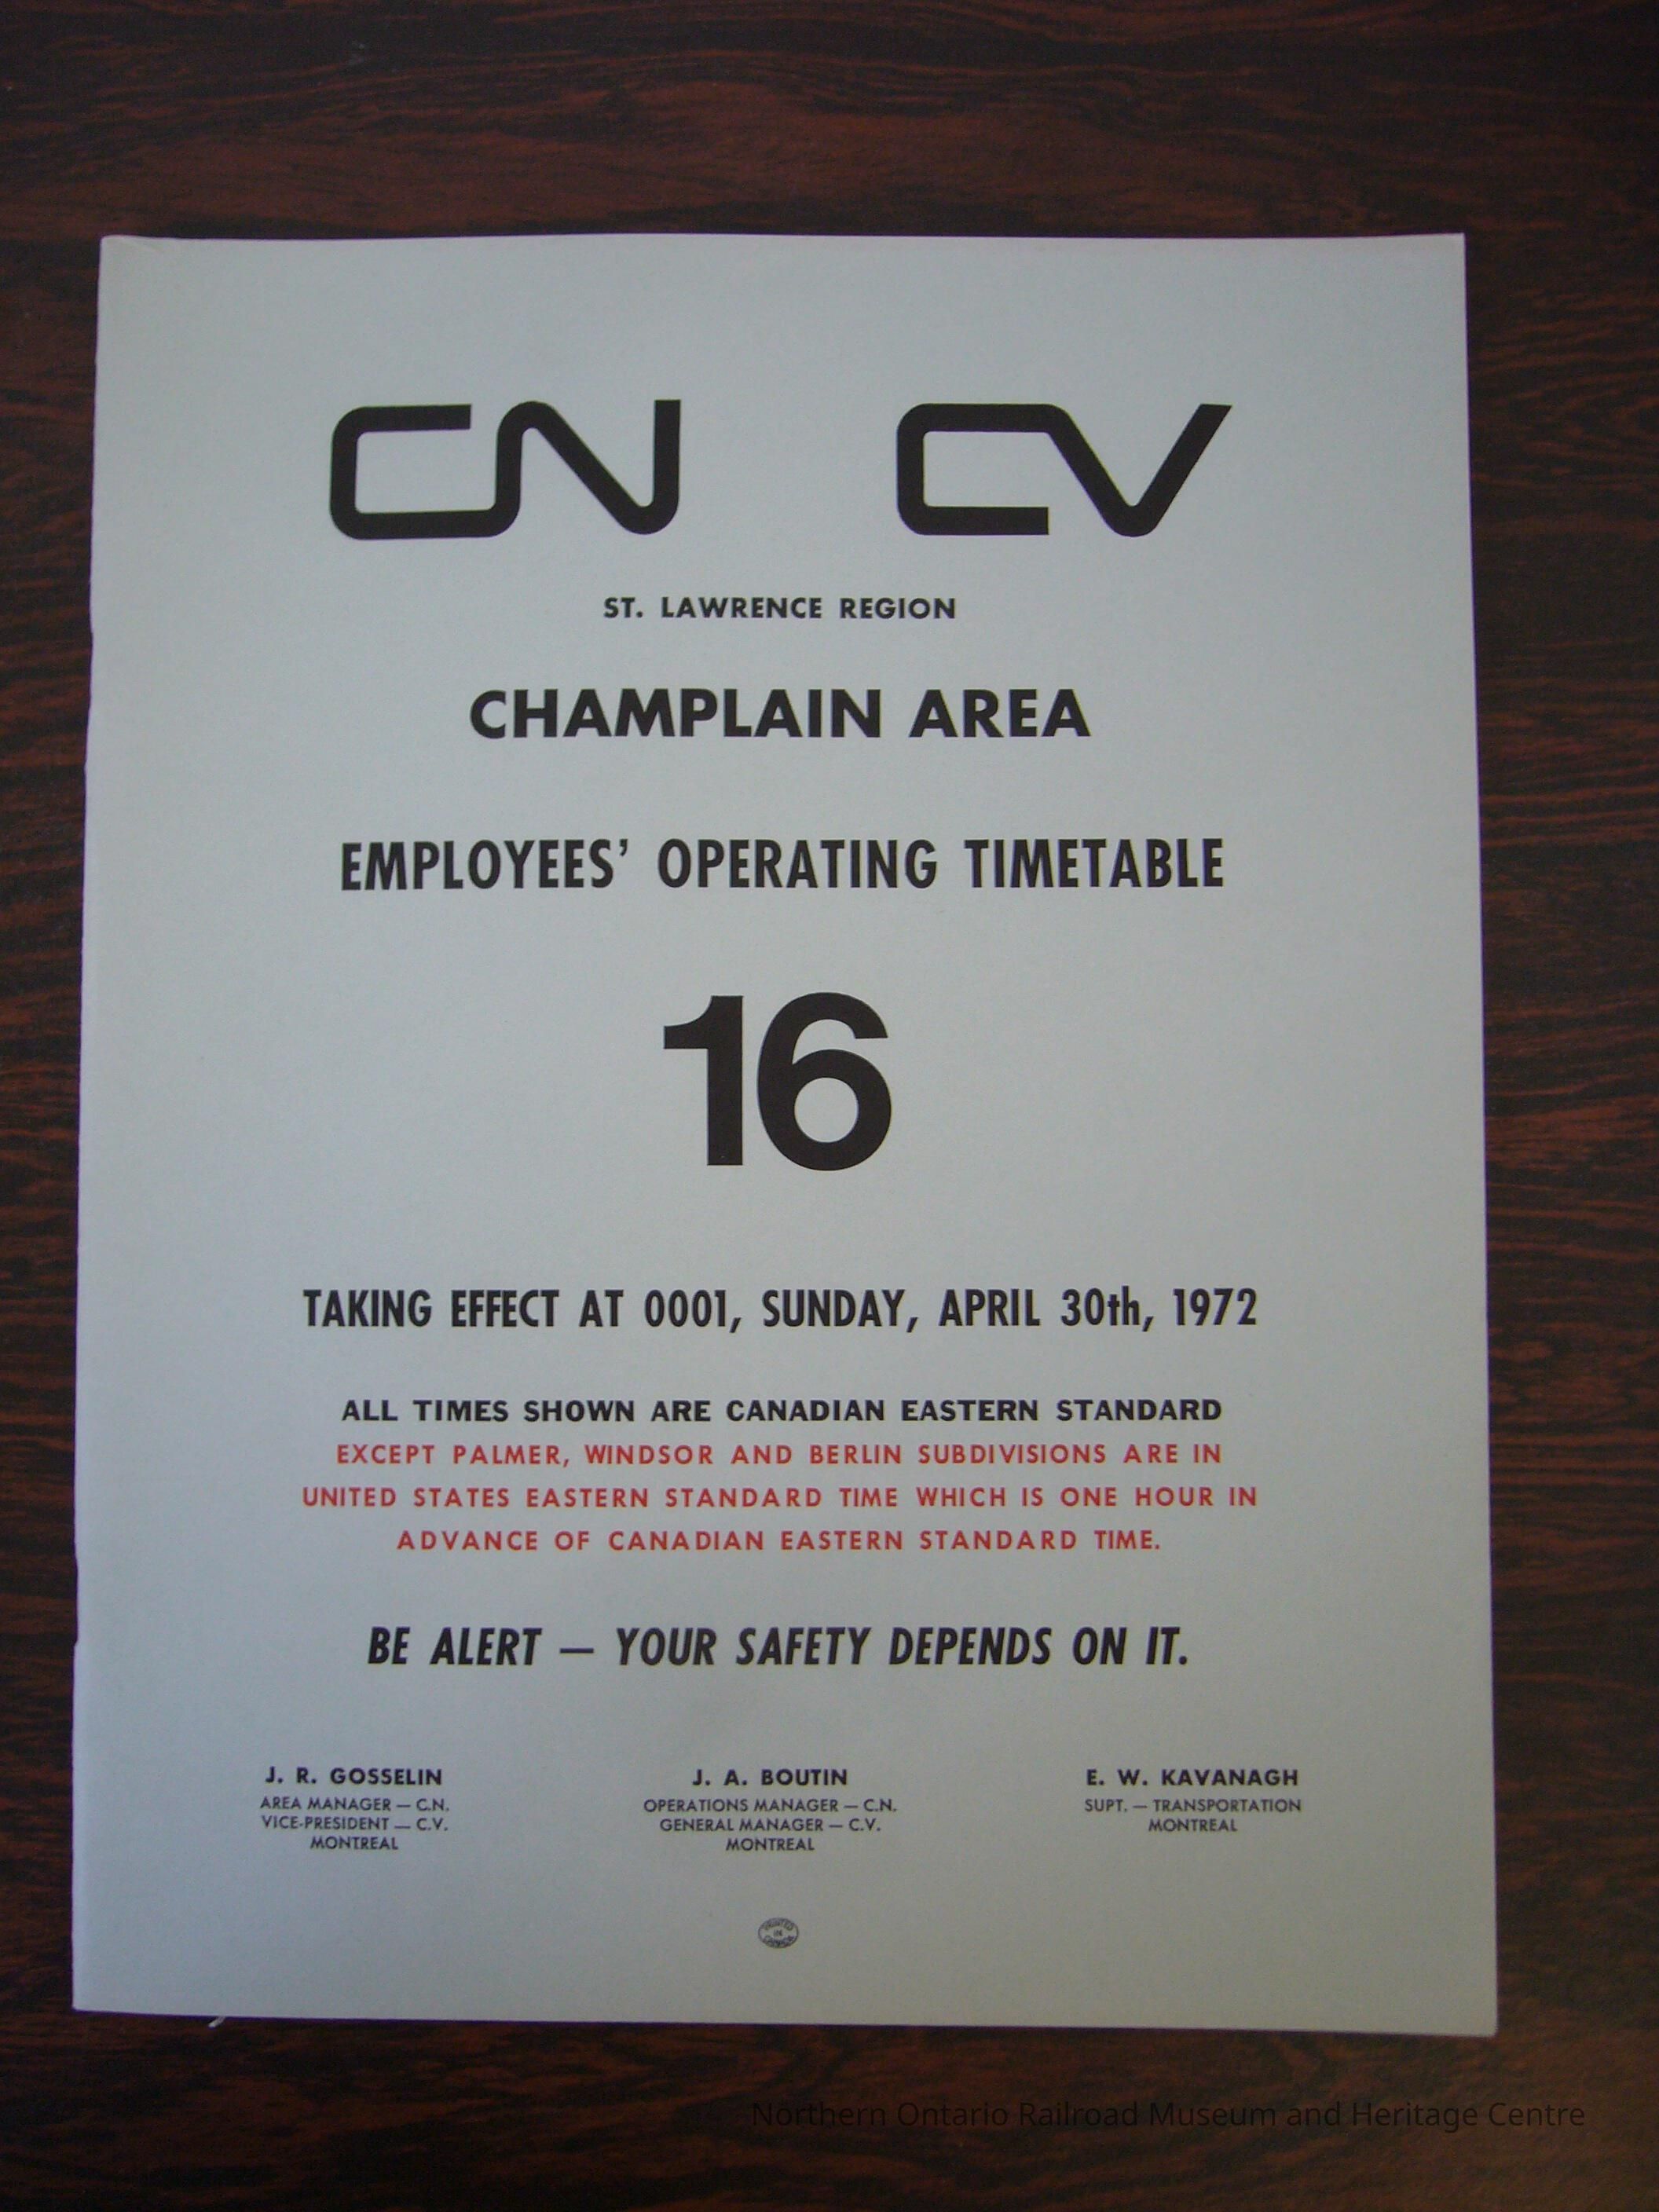 CN CV
ST. LAWRENCE REGION
CHAMPLAIN AREA
EMPLOYEES' OPERATING TIMETABLE
16
TAKING EFFECT AT 0001, SUNDAY, APRIL 30th, 1972
ALL TIMES SHOWN ARE CANADIAN EASTERN STANDARD
EXCEPT PALMER, WINDSOR AND BERLIN SUBDIVISIONS ARE IN
UNITED STATES EASTERN STANDARD TIME WHICH IS ONE HOUR IN
ADVANCE OF CANADIAN EASTERN STANDARD TIME.
BE ALERT — YOUR SAFETY DEPENDS ON IT.
J. R. GOSSELIN
AREA MANAGER — C.N.
VICE-PRESIDENT — C.V.
MONTREAL
J. A. BOUTIN
OPERATIONS MANAGER — C.N.
GENERAL MANAGER — C.V.
MONTREAL
E. W. KAVANAGH
SUPT. — TRANSPORTATION
MONTREAL
PRINTED
IN
CANADA
Northern Ontario Railroad Museum and Heritage Centre